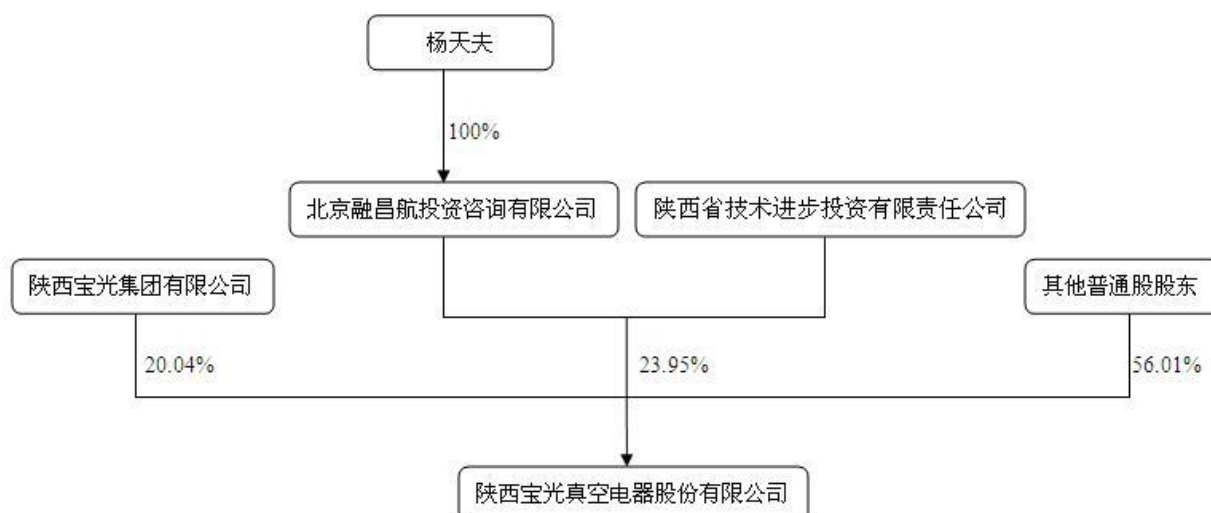 杨天夫
100%
北京融昌航投资咨询有限公司
陕西省技术进步投资有限责任公司
陕西宝光集团有限公司
其他普通股股东
20.04%
23.95%
56.01%
陕西宝光真空电器股份有限公司